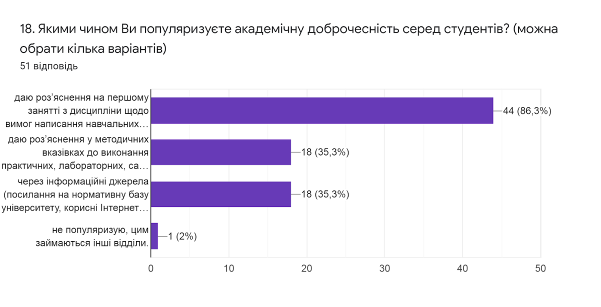 18. Якими чином Ви популяризуєте академічну доброчесність серед студентів? (можна
обрати кілька варіантів)
51 відповідь
даю роз'яснення на першому
занятті з дисципліни щодо
вимог написання навчальних…
44 (86,3%)
даю роз'яснення у методичних
вказівках до виконання
практичних, лабораторних, са…
18 (35,3%)
через інформаційні джерела
(посилання на нормативну базу
університету, корисні Інтернет…
18 (35,3%)
не популяризую, цим
займаються інші відділи.
1 (2%)
0 10 20 30 40 50